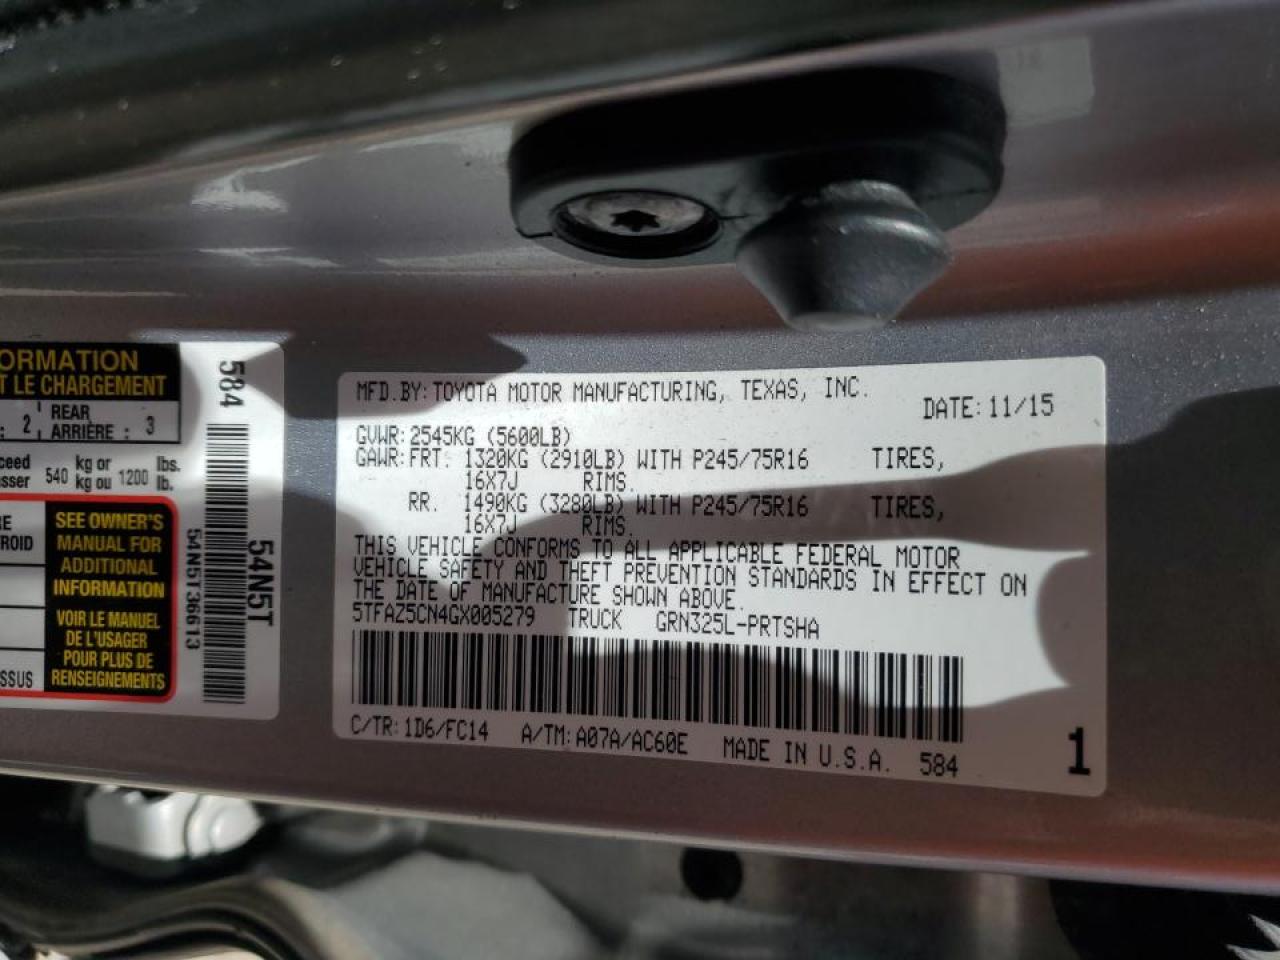 ORMATION
T LE CHARGEMENT
: 2 REAR ARRIÈRE : 3
ceed
sser 540 kg or kg ou 1200 lbs. lb.
RE
ROID
SSUS
SEE OWNER'S
MANUAL FOR
ADDITIONAL
INFORMATION
VOIR LE MANUEL
DE L'USAGER
POUR PLUS DE
RENSEIGNEMENTS
584
54N5T36613
54N5T
MFD.BY: TOYOTA MOTOR MANUFACTURING, TEXAS, INC.
DATE: 11/15
GVWR: 2545KG (5600LB)
GAWR: FRT. 1320KG (2910LB) WITH P245/75R16 TIRES,
16X7J RIMS.
RR. 1490KG (3280LB) WITH P245/75R16 TIRES,
16X7J RIMS.
THIS VEHICLE CONFORMS TO ALL APPLICABLE FEDERAL MOTOR
VEHICLE SAFETY AND THEFT PREVENTION STANDARDS IN EFFECT ON
THE DATE OF MANUFACTURE SHOWN ABOVE.
5TFAZ5CN4GX005279 TRUCK GRN325L-PRTSHA
C/TR: 1D6/FC14 A/TM: A07A/AC60E MADE IN U.S.A. 584
1